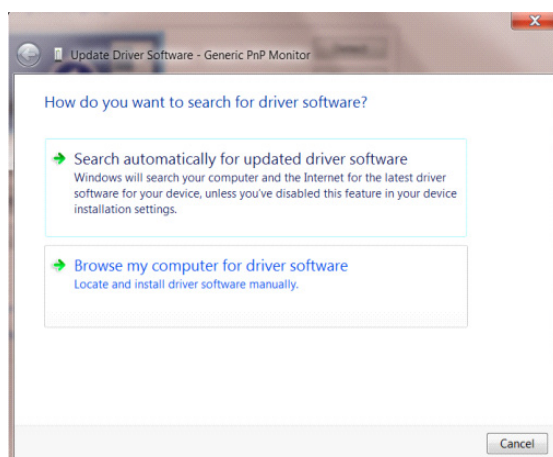 Update Driver Software - Generic PnP Monitor
How do you want to search for driver software?
Search automatically for updated driver software
Windows will search your computer and the Internet for the latest driver
software for your device, unless you've disabled this feature in your device
installation settings.
Browse my computer for driver software
Locate and install driver software manually.
Cancel